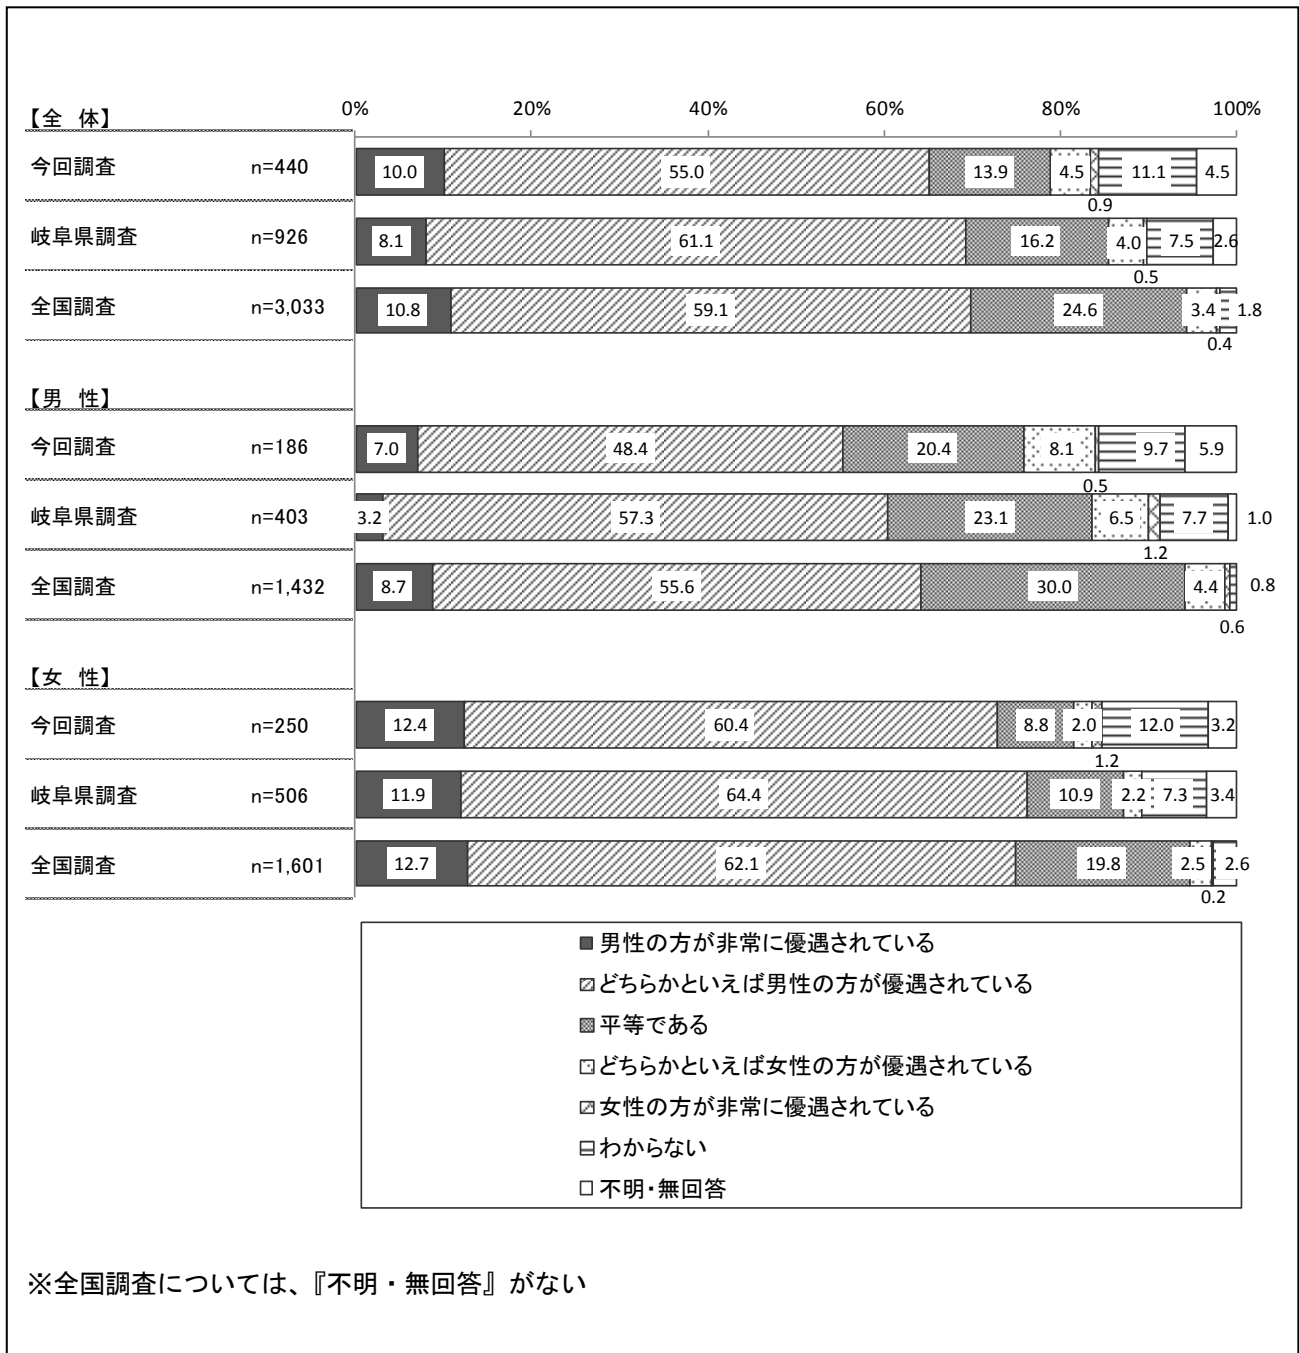 【全 体】 0% 20% 40% 60% 80% 100%
今回調査 n=440 10.0 55.0 13.9 4.5 11.1 4.5
0.9
岐阜県調査 n=926 8.1 61.1 16.2 4.0 7.5 2.6
0.5
全国調査 n=3,033 10.8 59.1 24.6 3.4 1.8
0.4
【男 性】
今回調査 n=186 7.0 48.4 20.4 8.1 9.7 5.9
0.5
岐阜県調査 n=403 3.2 57.3 23.1 6.5 7.7 1.0
1.2
全国調査 n=1,432 8.7 55.6 30.0 4.4 0.8
0.6
【女 性】
今回調査 n=250 12.4 60.4 8.8 2.0 12.0 3.2
1.2
岐阜県調査 n=506 11.9 64.4 10.9 2.2 7.3 3.4
全国調査 n=1,601 12.7 62.1 19.8 2.5 2.6
0.2
男性の方が非常に優遇されている
どちらかといえば男性の方が優遇されている
平等である
どちらかといえば女性の方が優遇されている
女性の方が非常に優遇されている
わからない
不明・無回答
※全国調査については、『不明・無回答』がない